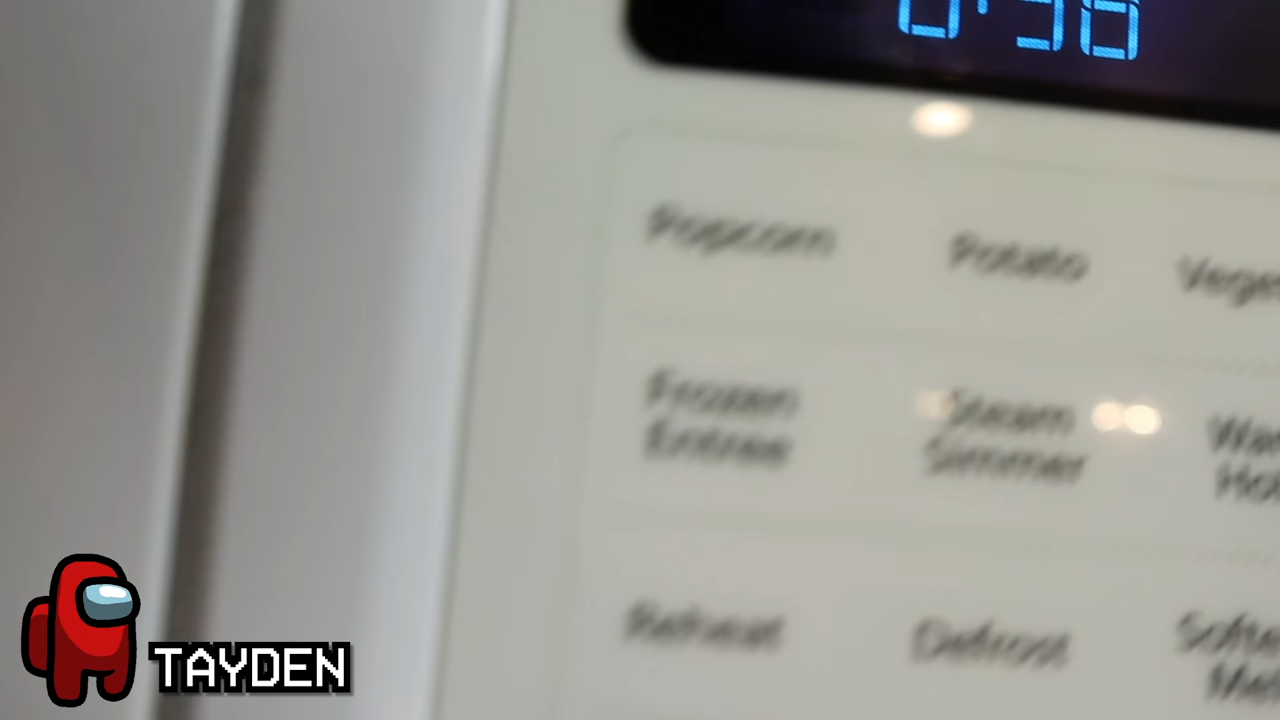 Popcorn
Potato
Frozen
Entree
Steam
Simmer
Reheat
Defrost
TAYDEN